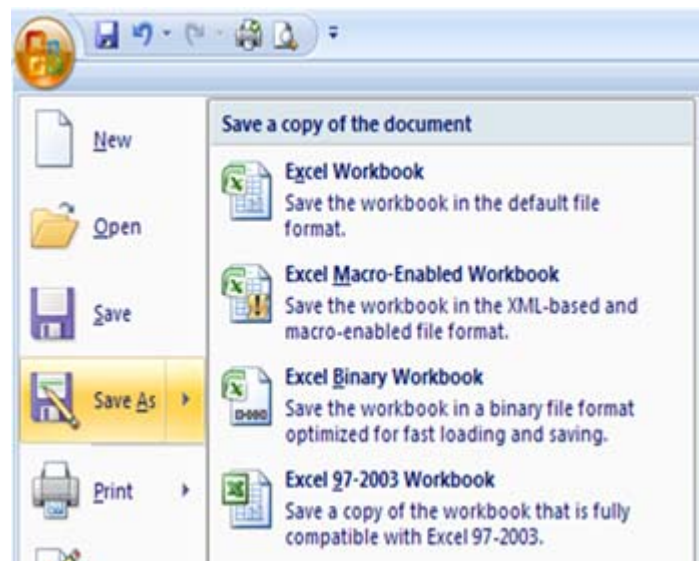 New
Open
Save
Save As
Print
Save a copy of the document
Excel Workbook
Save the workbook in the default file
format.
Excel Macro-Enabled Workbook
Save the workbook in the XML-based and
macro-enabled file format.
Excel Binary Workbook
Save the workbook in a binary file format
optimized for fast loading and saving.
Excel 97-2003 Workbook
Save a copy of the workbook that is fully
compatible with Excel 97-2003.